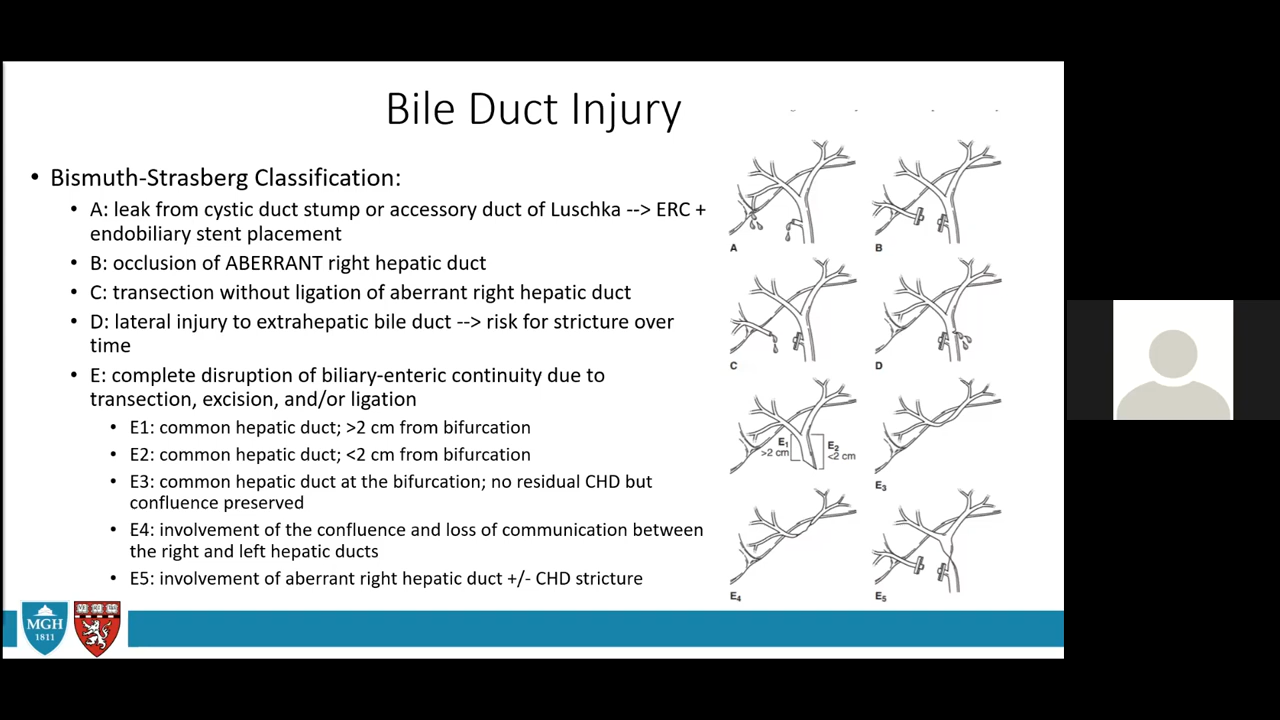 Bile Duct Injury
• Bismuth-Strasberg Classification:
• A: leak from cystic duct stump or accessory duct of Luschka --> ERC +
endobiliary stent placement
• B: occlusion of ABERRANT right hepatic duct
• C: transection without ligation of aberrant right hepatic duct
• D: lateral injury to extrahepatic bile duct --> risk for stricture over
time
• E: complete disruption of biliary-enteric continuity due to
transection, excision, and/or ligation
• E1: common hepatic duct; >2 cm from bifurcation
• E2: common hepatic duct; <2 cm from bifurcation
• E3: common hepatic duct at the bifurcation; no residual CHD but
confluence preserved
• E4: involvement of the confluence and loss of communication between
the right and left hepatic ducts
• E5: involvement of aberrant right hepatic duct +/- CHD stricture
A
B
C
D
E₁
>2 cm
E₂
<2 cm
E₃
E₄
E₅
MGH
1811